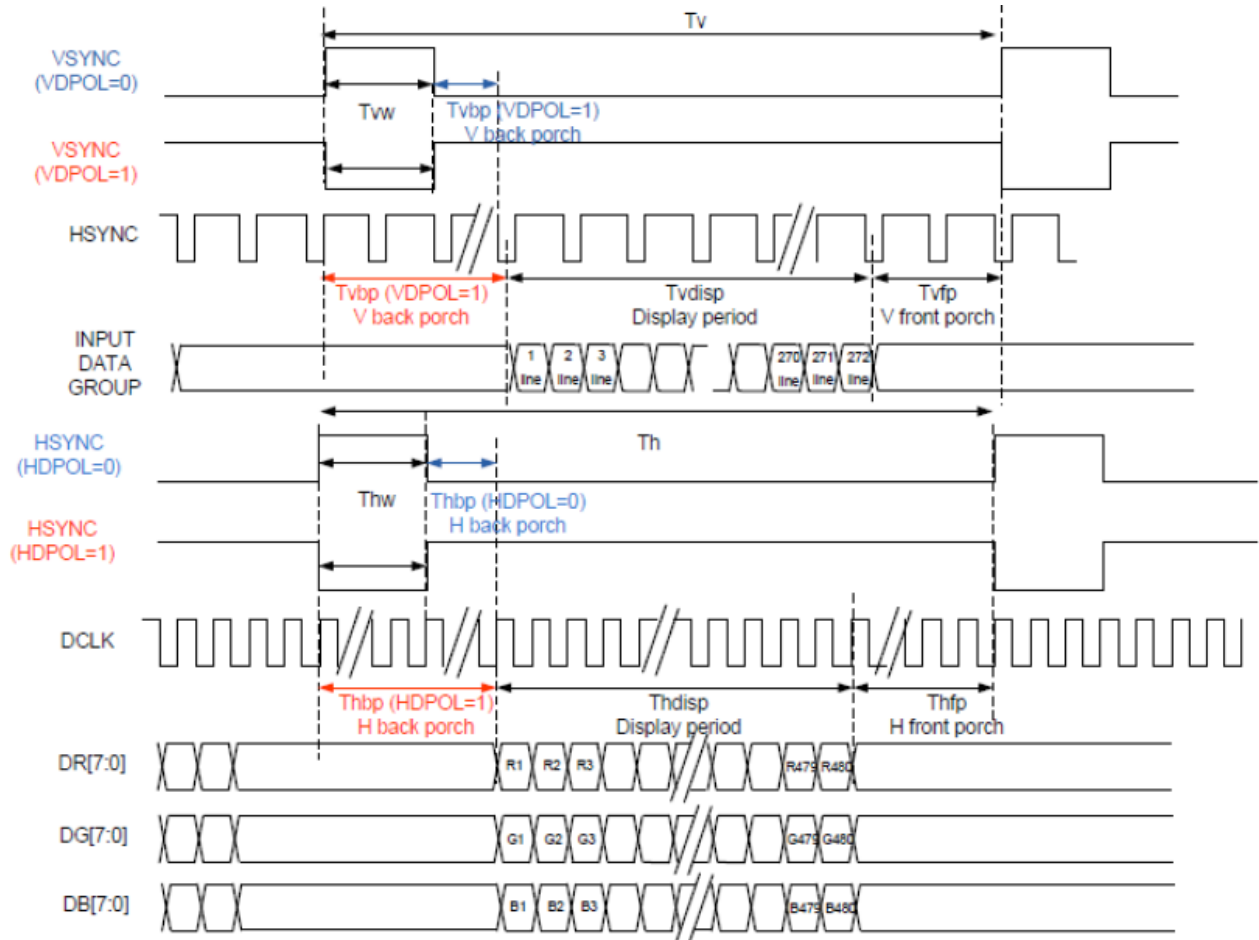 Tv
VSYNC
(VDPOL=0)
Tvw
Tvbp (VDPOL=1)
V back porch
VSYNC
(VDPOL=1)
HSYNC
Tvbp (VDPOL=1)
V back porch
Tvdisp
Display period
Tvfp
V front porch
INPUT
DATA
GROUP
1
line
2
line
3
line
270
line
271
line
272
line
Th
HSYNC
(HDPOL=0)
Thw
Thbp (HDPOL=0)
H back porch
HSYNC
(HDPOL=1)
DCLK
Thbp (HDPOL=1)
H back porch
Thdisp
Display period
Thfp
H front porch
DR[7:0]
R1 R2 R3 R479 R480
DG[7:0]
G1 G2 G3 G479 G480
DB[7:0]
B1 B2 B3 B479 B480